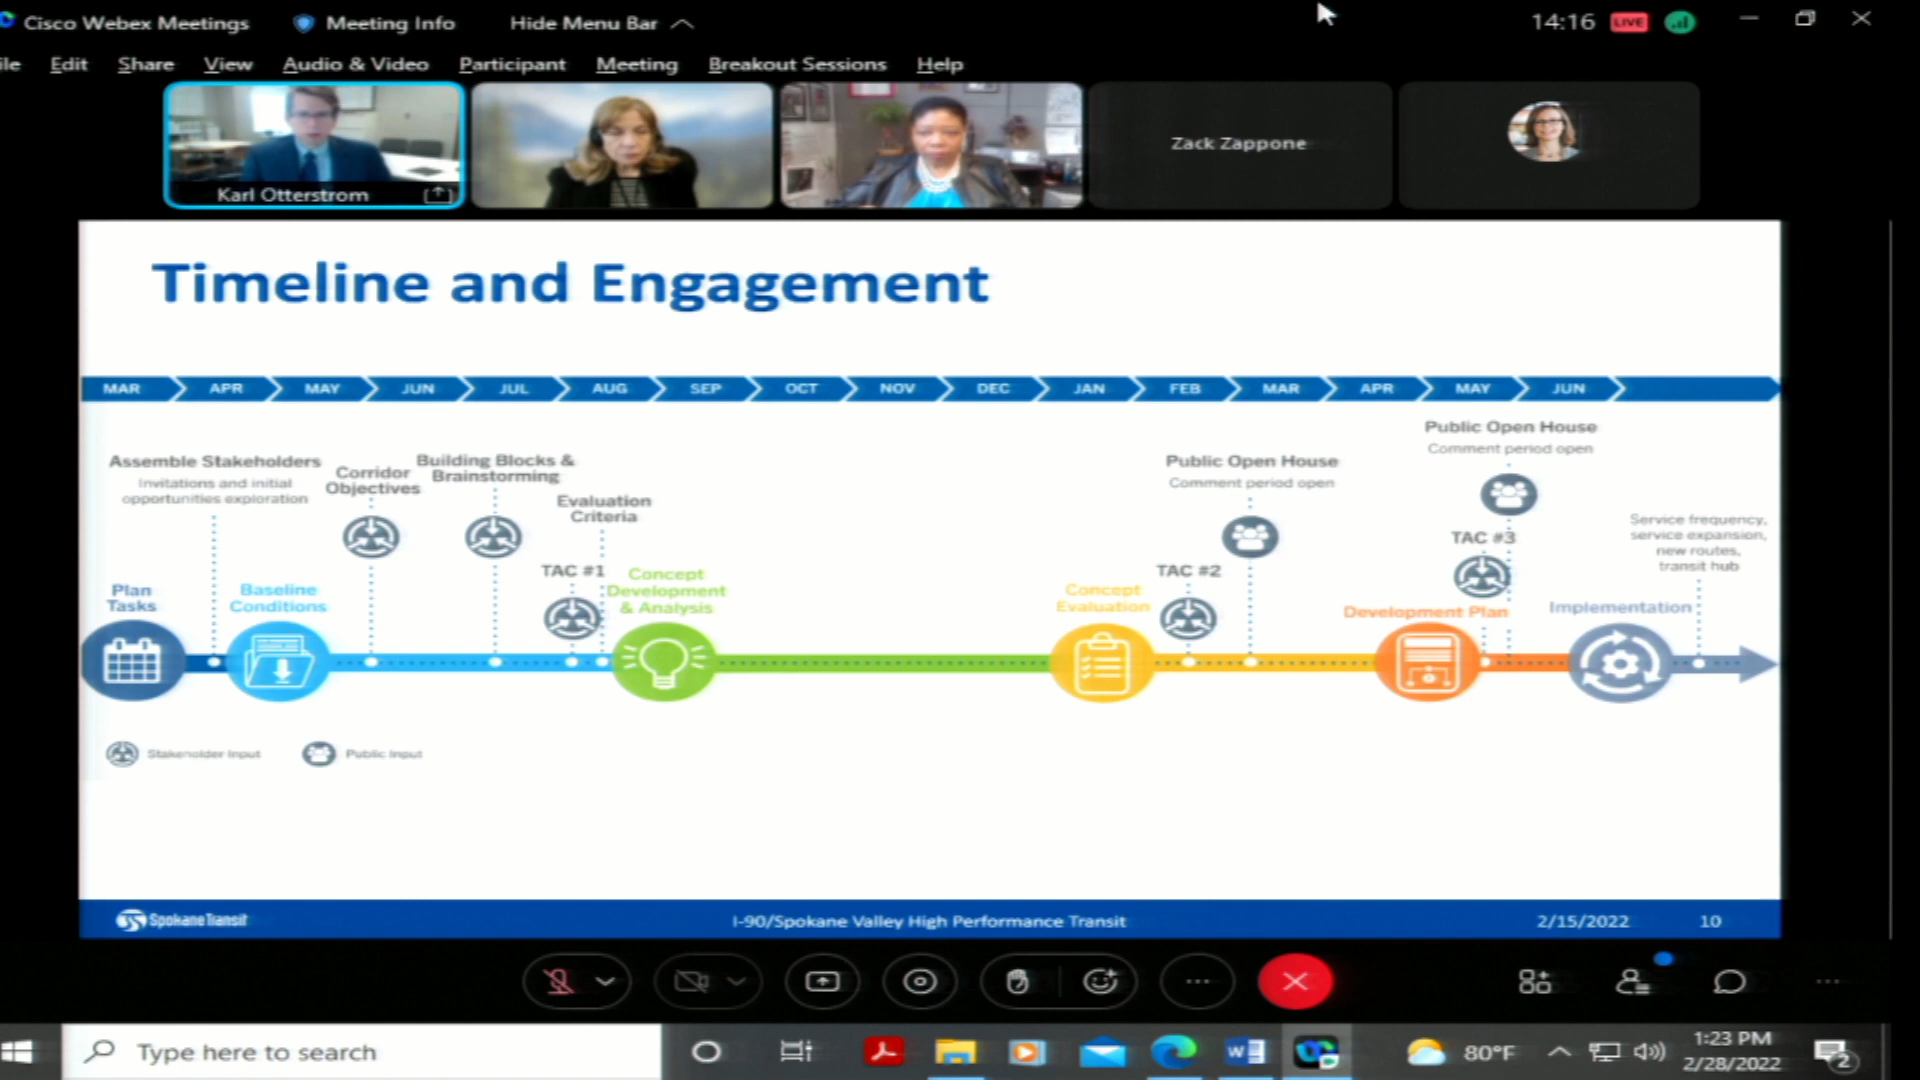 Cisco Webex Meetings
Meeting Info
Hide Menu Bar
14:16
LIVE
ile Edit Share View Audio & Video Participant Meeting Breakout Sessions Help
Karl Otterstrom
Zack Zappone
Timeline and Engagement
MAR APR MAY JUN JUL AUG SEP OCT NOV DEC JAN FEB MAR APR MAY JUN
Assemble Stakeholders
Invitations and initial
opportunities exploration
Corridor
Objectives
Building Blocks &
Brainstorming
Evaluation
Criteria
Public Open House
Comment period open
Public Open House
Comment period open
Service frequency,
service expansion,
new routes,
transit hub
Plan
Tasks
Baseline
Conditions
TAC #1
Concept
Development
& Analysis
Concept
Evaluation
TAC #2
TAC #3
Development Plan
Implementation
Stakeholder Input
Public Input
Spokane Transit
I-90/Spokane Valley High Performance Transit
2/15/2022
10
Type here to search
80°F
1:23 PM
2/28/2022
2